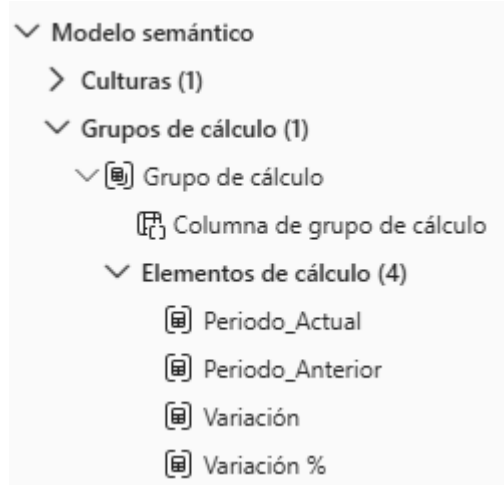 Modelo semántico
Culturas (1)
Grupos de cálculo (1)
Grupo de cálculo
Columna de grupo de cálculo
Elementos de cálculo (4)
Periodo_Actual
Periodo_Anterior
Variación
Variación %